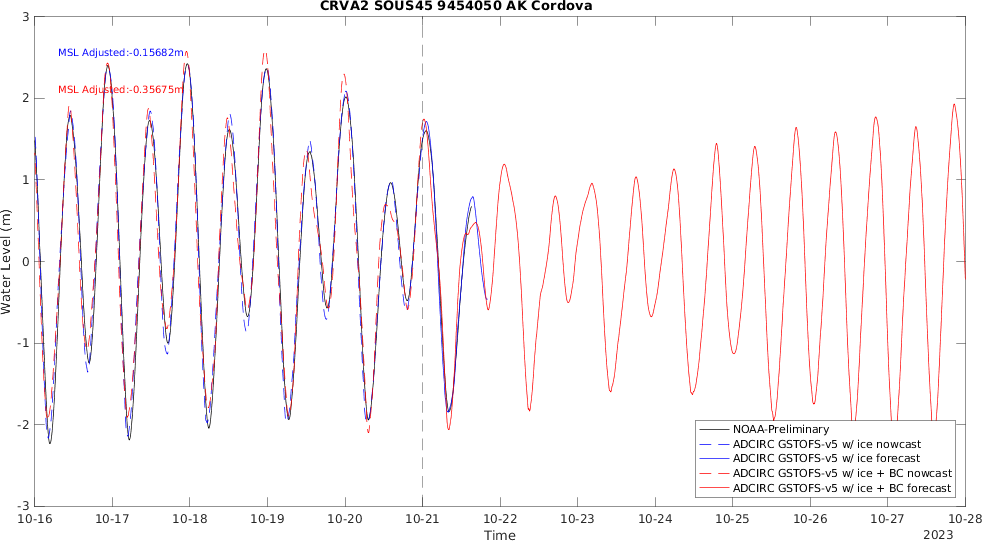 CRVA2 SOUS45 9454050 AK Cordova
3
2
1
0
-1
-2
-3
Water Level (m)
MSL Adjusted:-0.15682m
MSL Adjusted:-0.35675m
NOAA-Preliminary
ADCIRC GSTOFS-v5 w/ ice nowcast
ADCIRC GSTOFS-v5 w/ ice forecast
ADCIRC GSTOFS-v5 w/ ice + BC nowcast
ADCIRC GSTOFS-v5 w/ ice + BC forecast
10-16 10-17 10-18 10-19 10-20 10-21 10-22 10-23 10-24 10-25 10-26 10-27 10-28
Time
2023